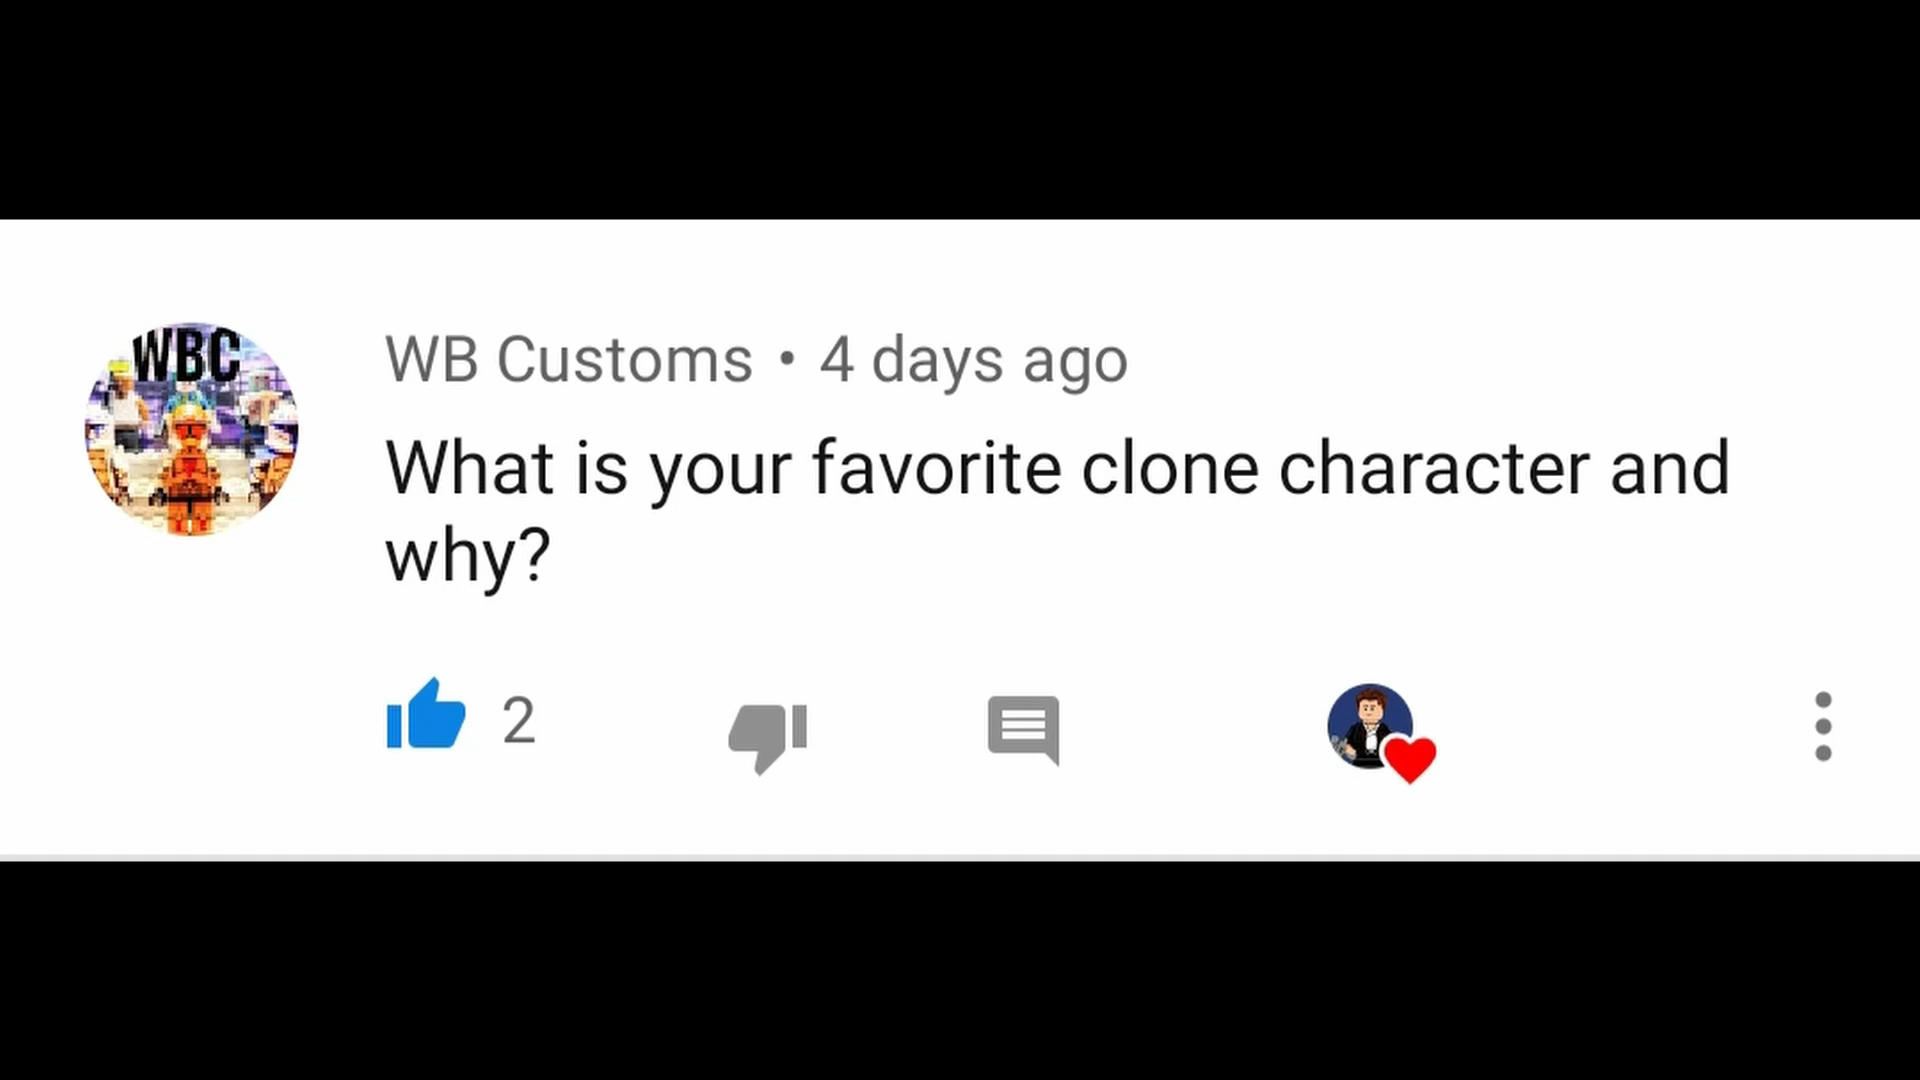 WBC
WB Customs • 4 days ago
What is your favorite clone character and
why?
2